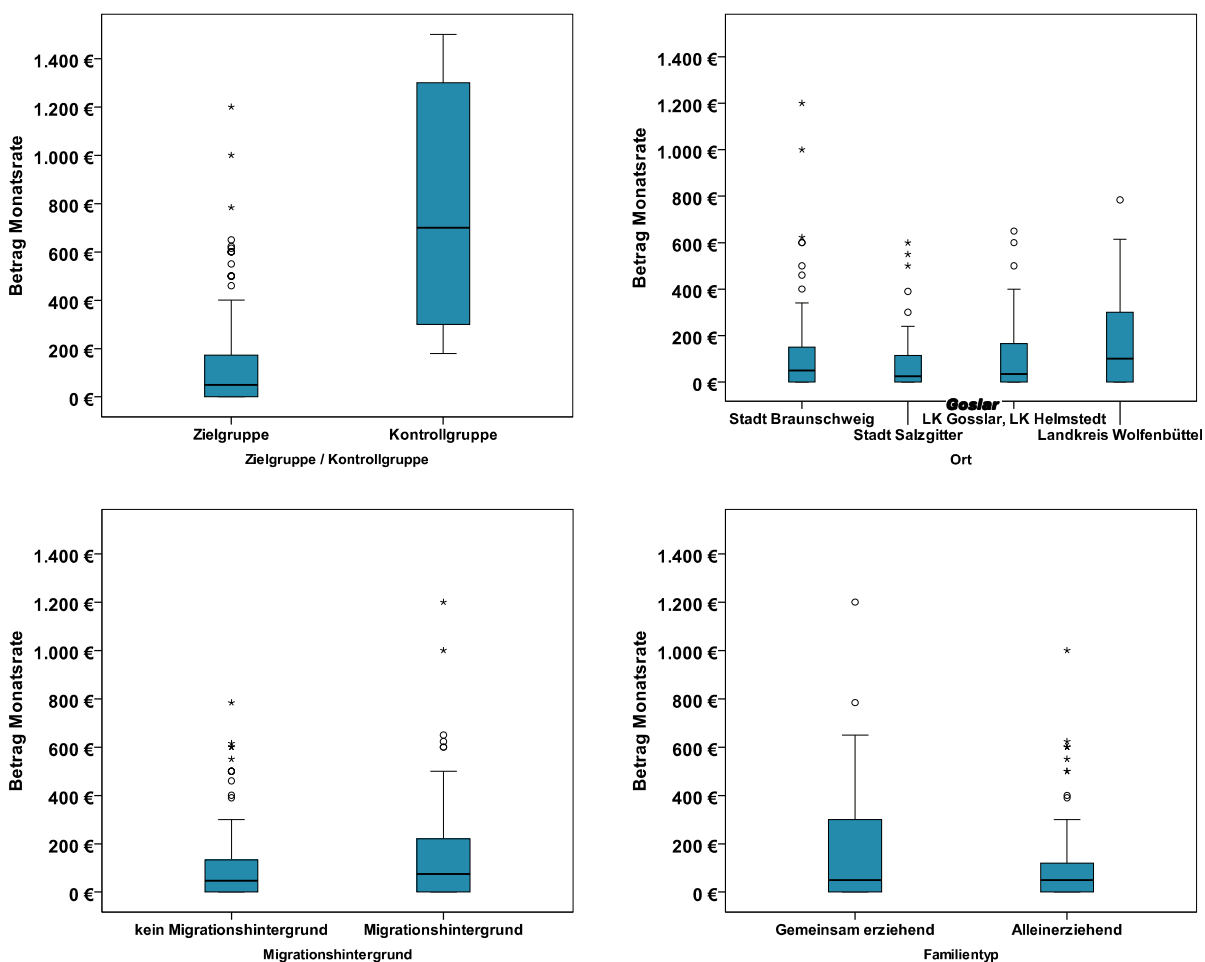 1.400 €
1.200 €
1.000 €
800 €
600 €
400 €
200 €
0 €
Betrag Monatsrate
Zielgruppe
Kontrollgruppe
Zielgruppe / Kontrollgruppe
1.400 €
1.200 €
1.000 €
800 €
600 €
400 €
200 €
0 €
Betrag Monatsrate
Goslar
Stadt Braunschweig
LK Gosslar, LK Helmstedt
Stadt Salzgitter
Landkreis Wolfenbüttel
Ort
1.400 €
1.200 €
1.000 €
800 €
600 €
400 €
200 €
0 €
Betrag Monatsrate
kein Migrationshintergrund
Migrationshintergrund
Migrationshintergrund
1.400 €
1.200 €
1.000 €
800 €
600 €
400 €
200 €
0 €
Betrag Monatsrate
Gemeinsam erziehend
Alleinerziehend
Familientyp